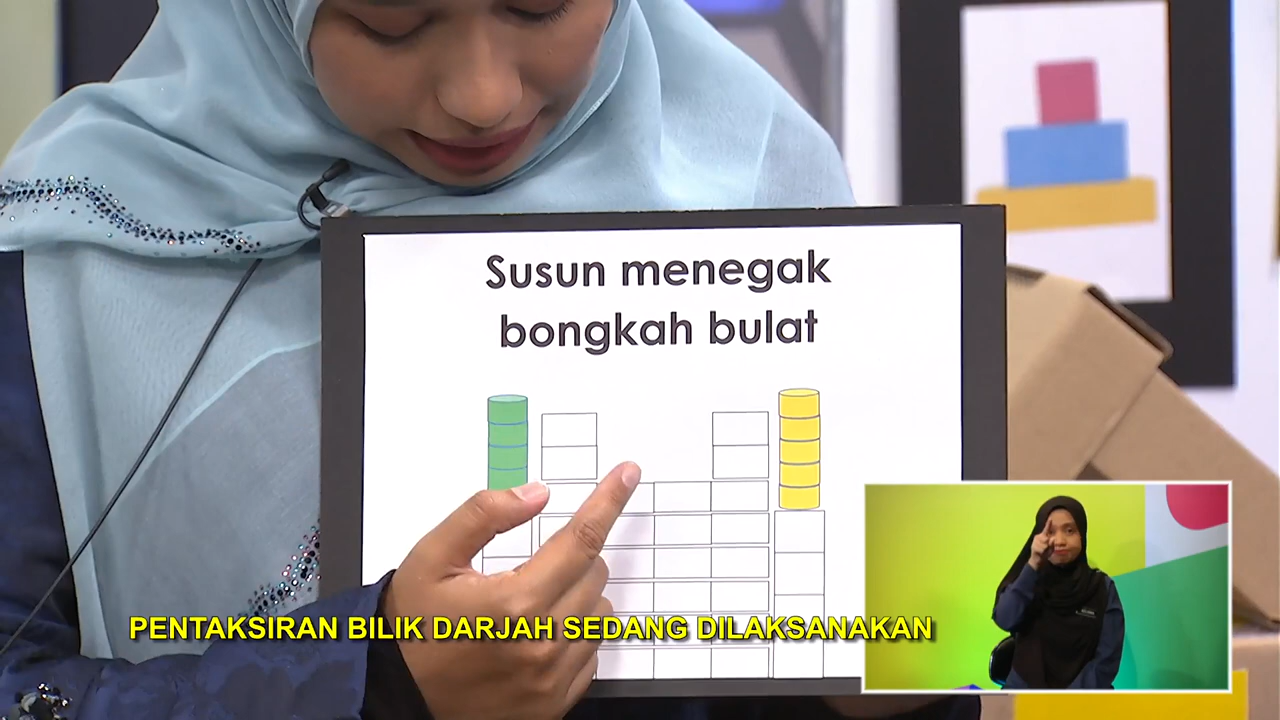 Susun menegak
bongkah bulat
PENTAKSIRAN BILIK DARJAH SEDANG DILAKSANAKAN